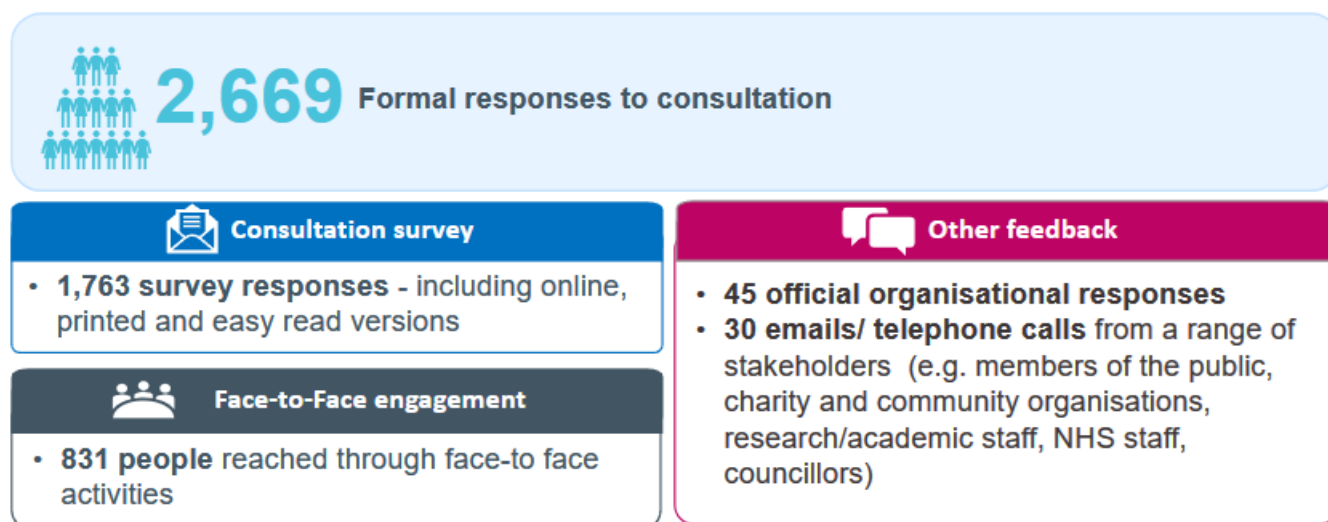 2,669 Formal responses to consultation
Consultation survey
• 1,763 survey responses - including online,
printed and easy read versions
Face-to-Face engagement
• 831 people reached through face-to face
activities
Other feedback
• 45 official organisational responses
• 30 emails/ telephone calls from a range of
stakeholders (e.g. members of the public,
charity and community organisations,
research/academic staff, NHS staff,
councillors)